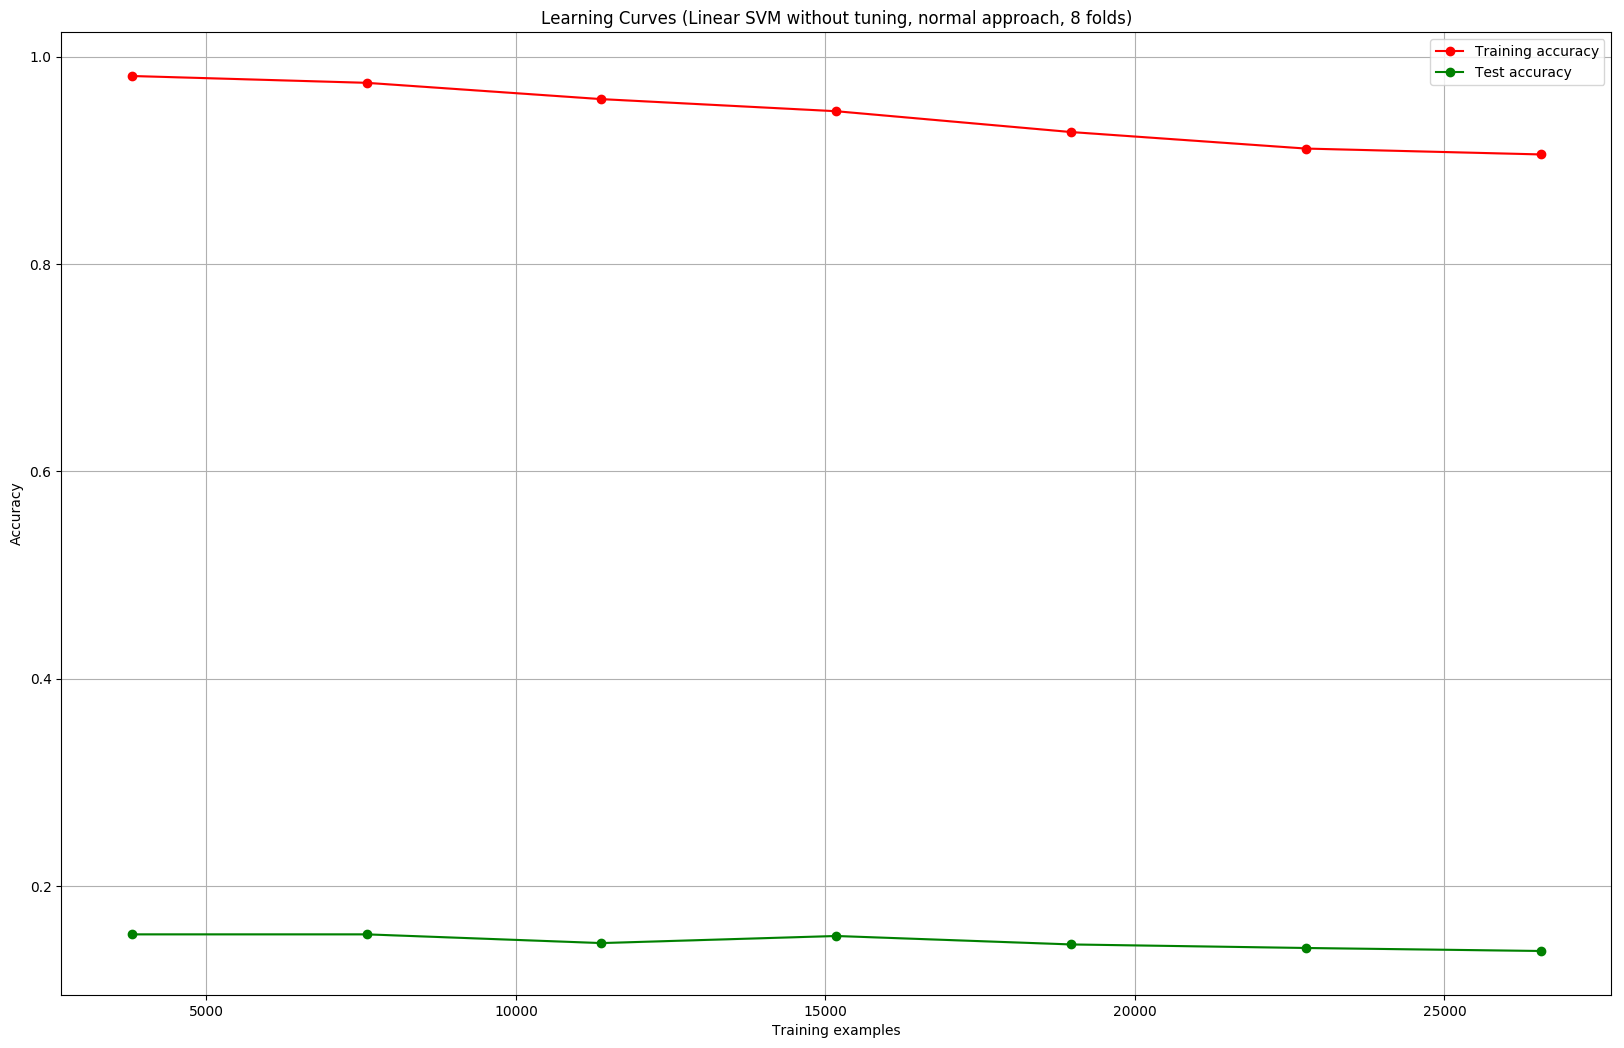 Learning Curves (Linear SVM without tuning, normal approach, 8 folds)
Training accuracy
Test accuracy
1.0
0.8
0.6
0.4
0.2
Accuracy
5000 10000 15000 20000 25000
Training examples